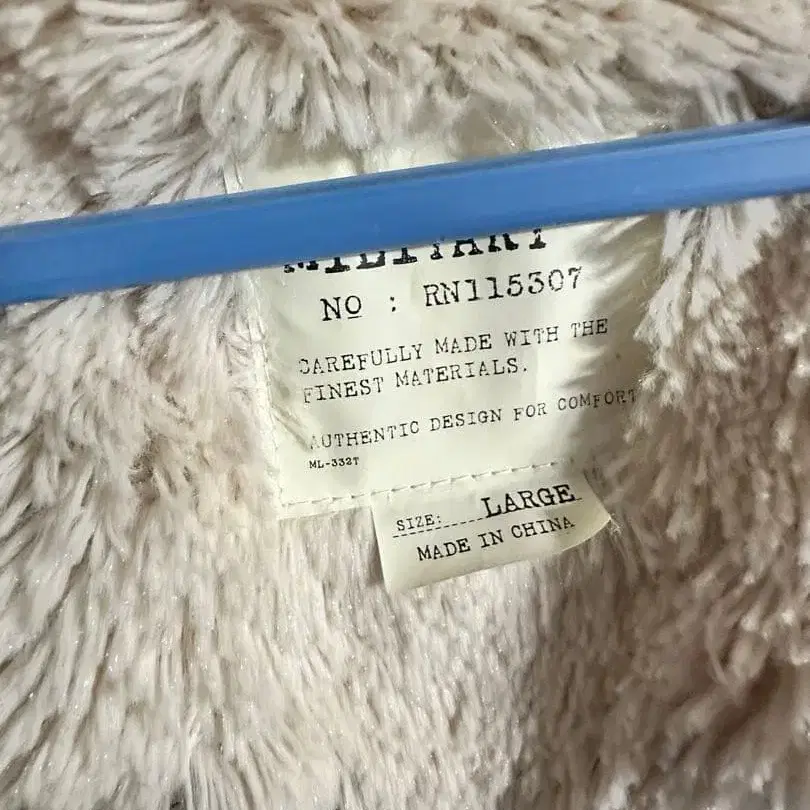 MILITARY
Nº : RN115307
CAREFULLY MADE WITH THE
FINEST MATERIALS.
AUTHENTIC DESIGN FOR COMFORT
ML-332T
SIZE: LARGE
MADE IN CHINA